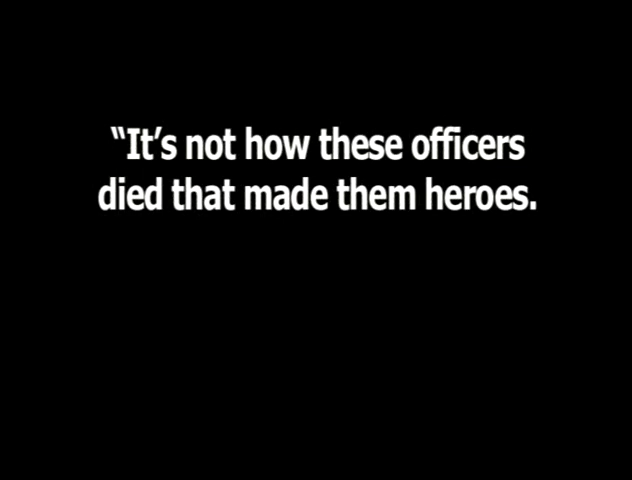 “It’s not how these officers
died that made them heroes.